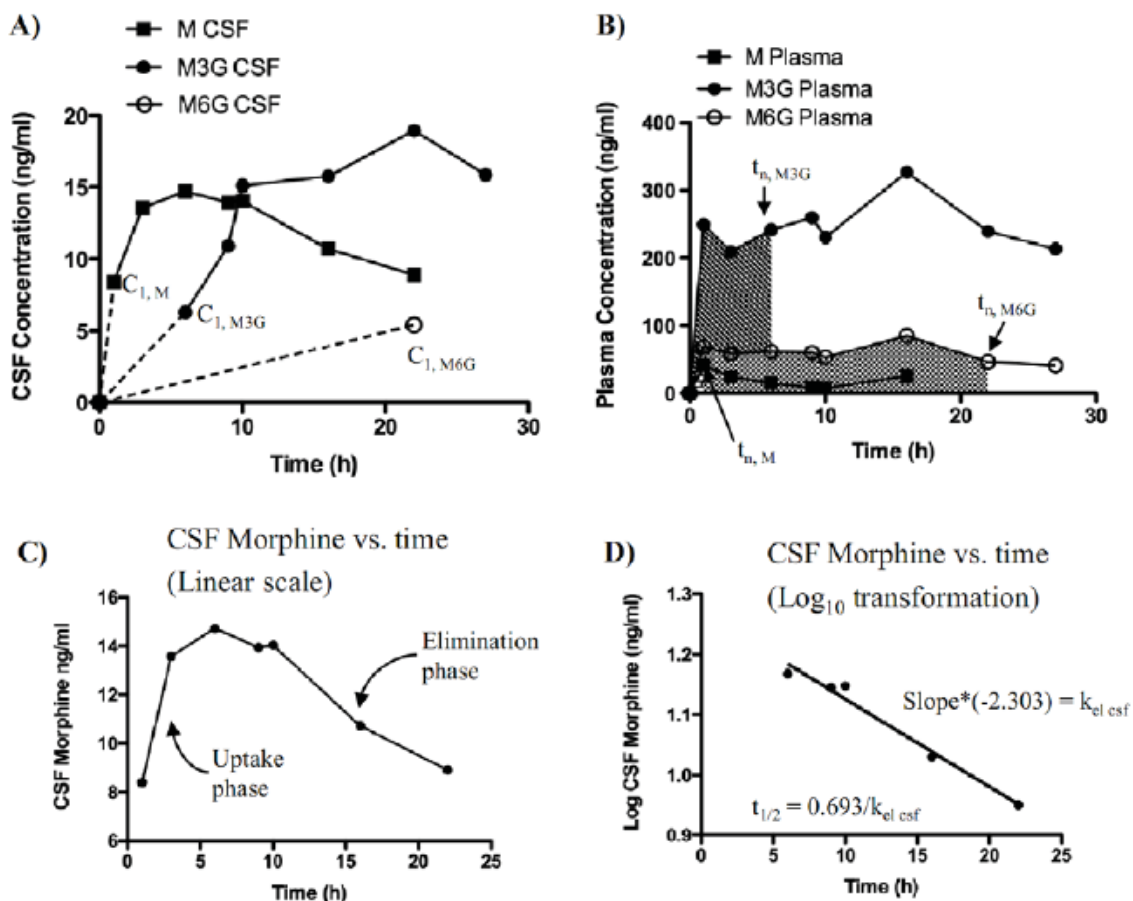 A)
M CSF
M3G CSF
M6G CSF
CSF Concentration (ng/ml)
20
15
10
5
0
C1, M
C1, M3G
C1, M6G
0 10 20 30
Time (h)
B)
M Plasma
M3G Plasma
M6G Plasma
Plasma Concentration (ng/ml)
400
300
200
100
0
tn, M3G
tn, M6G
tn, M
0 10 20 30
Time (h)
C)
CSF Morphine vs. time
(Linear scale)
CSF Morphine ng/ml
16
14
12
10
8
6
Elimination
phase
Uptake
phase
0 5 10 15 20 25
Time (h)
D)
CSF Morphine vs. time
(Log10 transformation)
Log CSF Morphine (ng/ml)
1.3
1.2
1.1
1.0
0.9
Slope*(-2.303) = kel csf
t1/2 = 0.693/kel csf
0 5 10 15 20 25
Time (h)